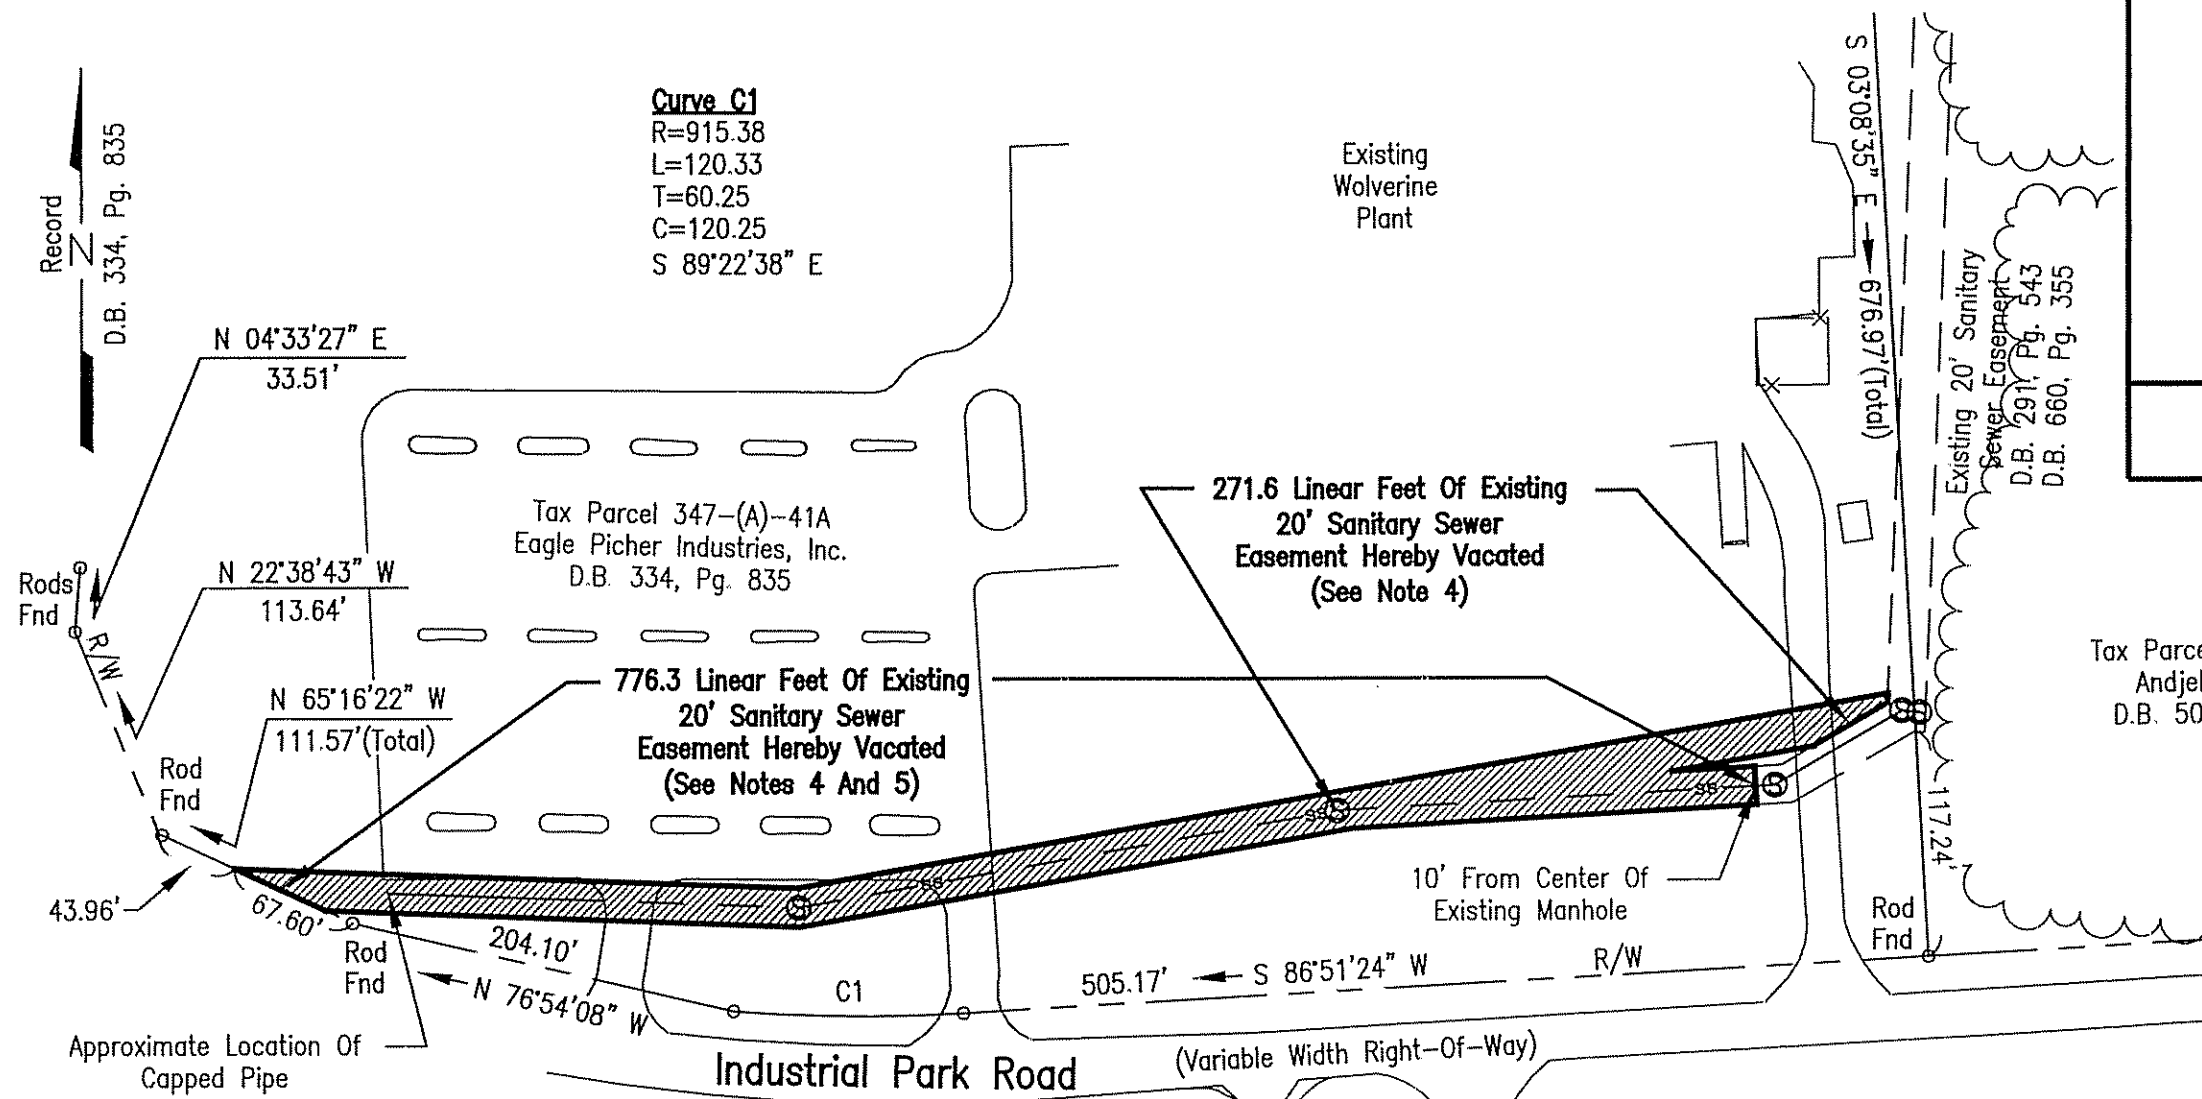 Record
N
D.B. 334, Pg. 835
Curve C1
R=915.38
L=120.33
T=60.25
C=120.25
S 89°22'38" E
Existing
Wolverine
Plant
S 03°08'35" E
676.97'(Total)
Existing 20' Sanitary
Sewer Easement
D.B. 291, Pg. 543
D.B. 660, Pg. 355
N 04°33'27" E
33.51'
Tax Parcel 347-(A)-41A
Eagle Picher Industries, Inc.
D.B. 334, Pg. 835
271.6 Linear Feet Of Existing
20' Sanitary Sewer
Easement Hereby Vacated
(See Note 4)
Rods
Fnd
N 22°38'43" W
113.64'
R/W
N 65°16'22" W
111.57'(Total)
776.3 Linear Feet Of Existing
20' Sanitary Sewer
Easement Hereby Vacated
(See Notes 4 And 5)
Tax Parce
Andjel
D.B. 50
Rod
Fnd
SS
SS
SS
S
S
S
S
S
43.96'
67.60'
Rod
Fnd
204.10'
N 76°54'08" W
C1
10' From Center Of
Existing Manhole
117.24'
Rod
Fnd
505.17'
S 86°51'24" W
R/W
Approximate Location Of
Capped Pipe
Industrial Park Road
(Variable Width Right-Of-Way)